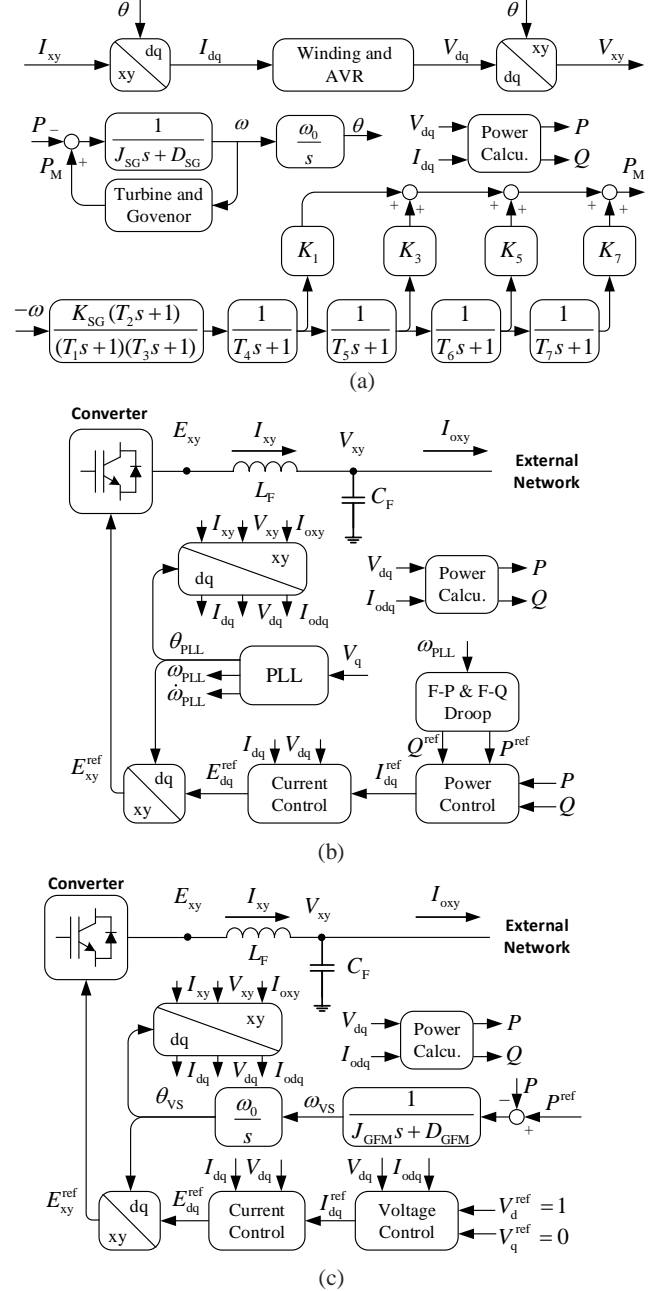 θ θ
I_xy dq xy I_dq Winding and AVR V_dq xy dq V_xy
P − 1 / (J_SG s + D_SG) ω ω_0 / s θ
P_M +
Turbine and
Govenor
V_dq Power P
I_dq Calcu. Q
+ + + + + + P_M
K_1 K_3 K_5 K_7
−ω K_SG (T_2 s+1) / (T_1 s+1)(T_3 s+1) 1 / (T_4 s+1) 1 / (T_5 s+1) 1 / (T_6 s+1) 1 / (T_7 s+1)
(a)
Converter
E_xy I_xy V_xy I_oxy
L_F C_F
External
Network
I_xy V_xy I_oxy
xy
dq
I_dq V_dq I_odq
V_dq Power P
I_odq Calcu. Q
θ_PLL
ω_PLL PLL V_q
ω̇_PLL
ω_PLL
F-P & F-Q
Droop
Q^ref P^ref
I_dq V_dq
E_xy^ref dq xy E_dq^ref Current Control I_dq^ref Power Control P
Q
(b)
Converter
E_xy I_xy V_xy I_oxy
L_F C_F
External
Network
I_xy V_xy I_oxy
xy
dq
I_dq V_dq I_odq
V_dq Power P
I_odq Calcu. Q
θ_VS ω_0 / s ω_VS 1 / (J_GFM s + D_GFM) − P + P^ref
I_dq V_dq V_dq I_odq
E_xy^ref dq xy E_dq^ref Current Control I_dq^ref Voltage Control V_d^ref = 1
V_q^ref = 0
(c)